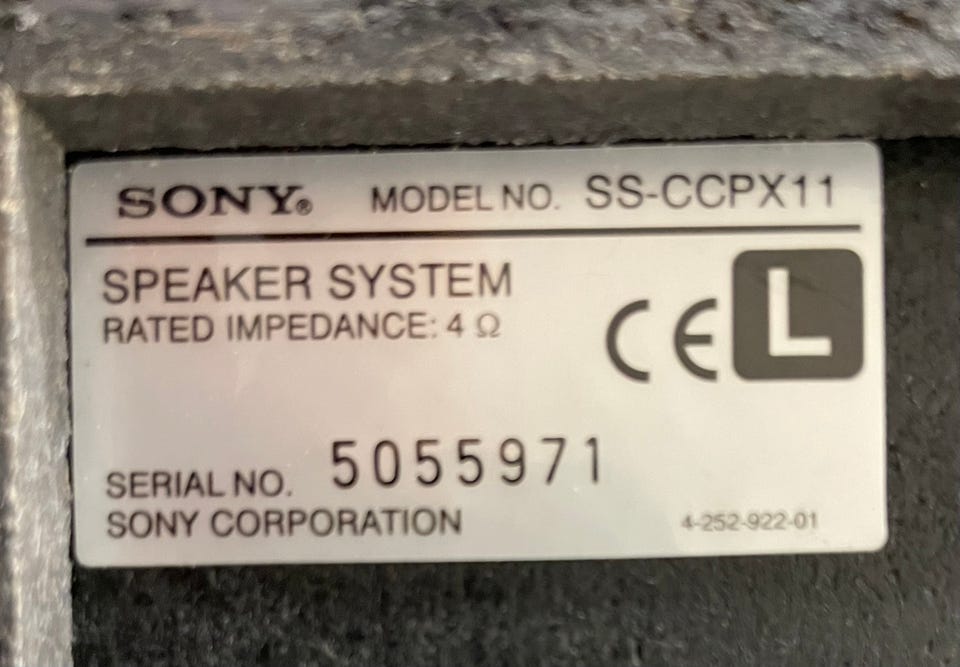 SONY® MODEL NO. SS-CCPX11
SPEAKER SYSTEM
RATED IMPEDANCE: 4 Ω
CE L
SERIAL NO. 5055971
SONY CORPORATION 4-252-922-01